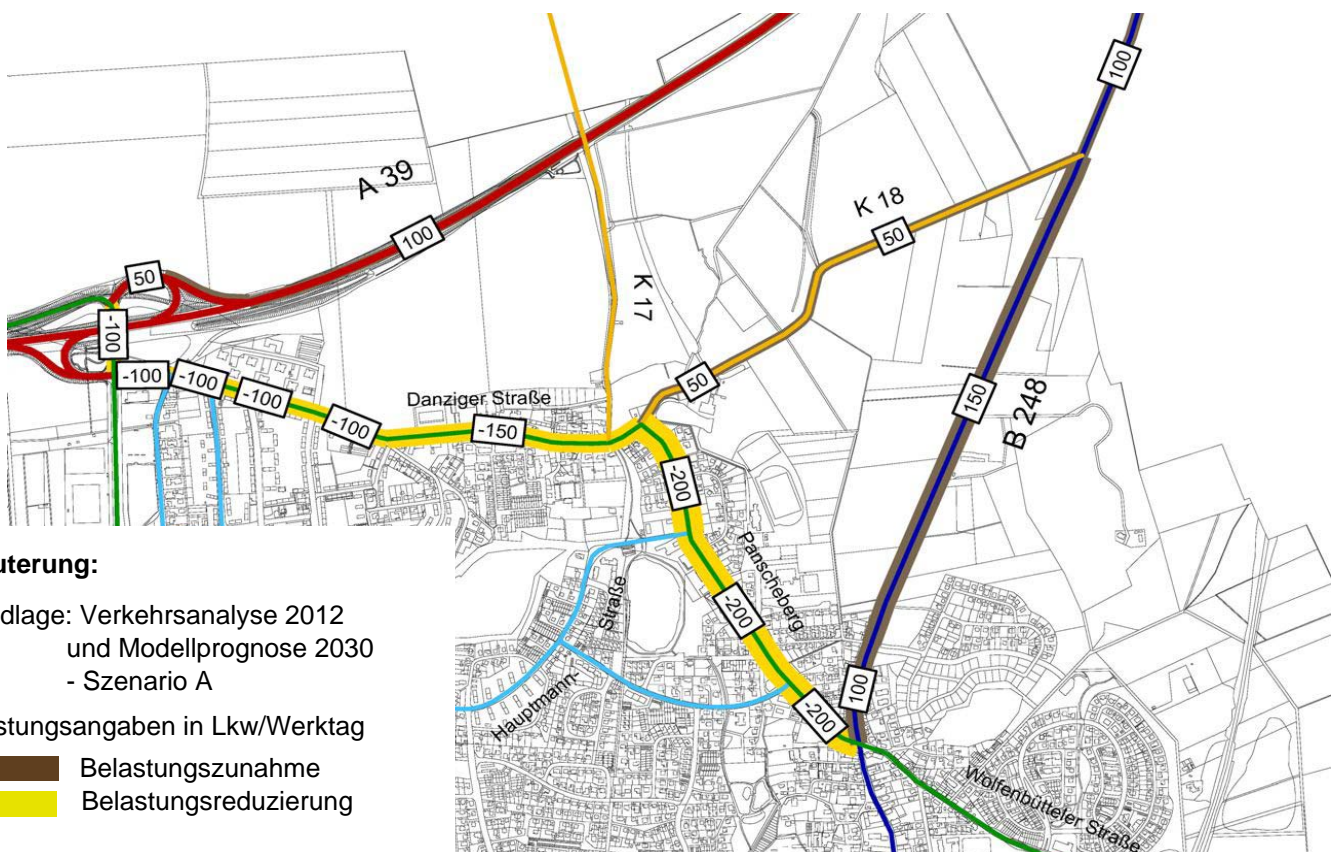 100
A 39
100
K 18
50
50
-100
K 17
-100
-100
-100
-100
Danziger Straße
-150
50
150
B 248
-200
Panscheberg
-200
Straße
Hauptmann-
100
-200
Wolfenbütteler Straße
uterung:
dlage: Verkehrsanalyse 2012
und Modellprognose 2030
- Szenario A
stungsangaben in Lkw/Werktag
Belastungszunahme
Belastungsreduzierung